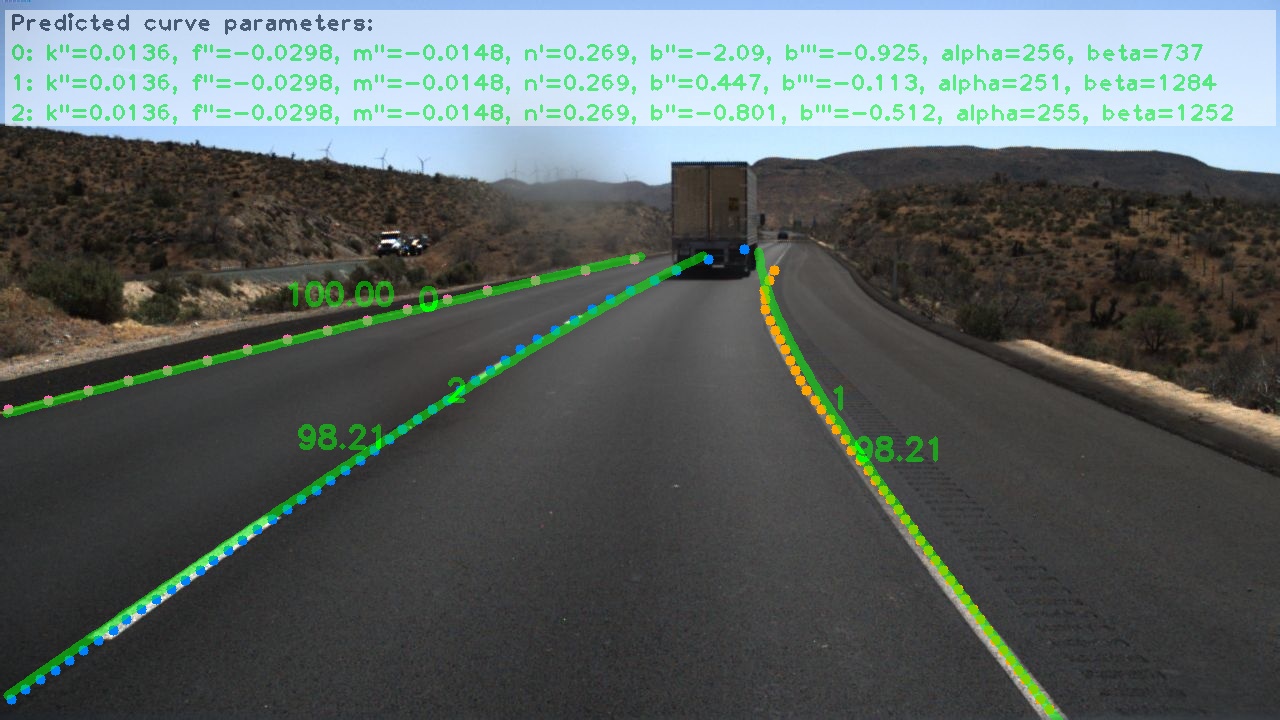 Predicted curve parameters:
0: k"=0.0136, f"=-0.0298, m"=-0.0148, n'=0.269, b"=-2.09, b'''=-0.925, alpha=256, beta=737
1: k"=0.0136, f"=-0.0298, m"=-0.0148, n'=0.269, b"=0.447, b'''=-0.113, alpha=251, beta=1284
2: k"=0.0136, f"=-0.0298, m"=-0.0148, n'=0.269, b"=-0.801, b'''=-0.512, alpha=255, beta=1252
100.00 0
2
1
98.21
98.21